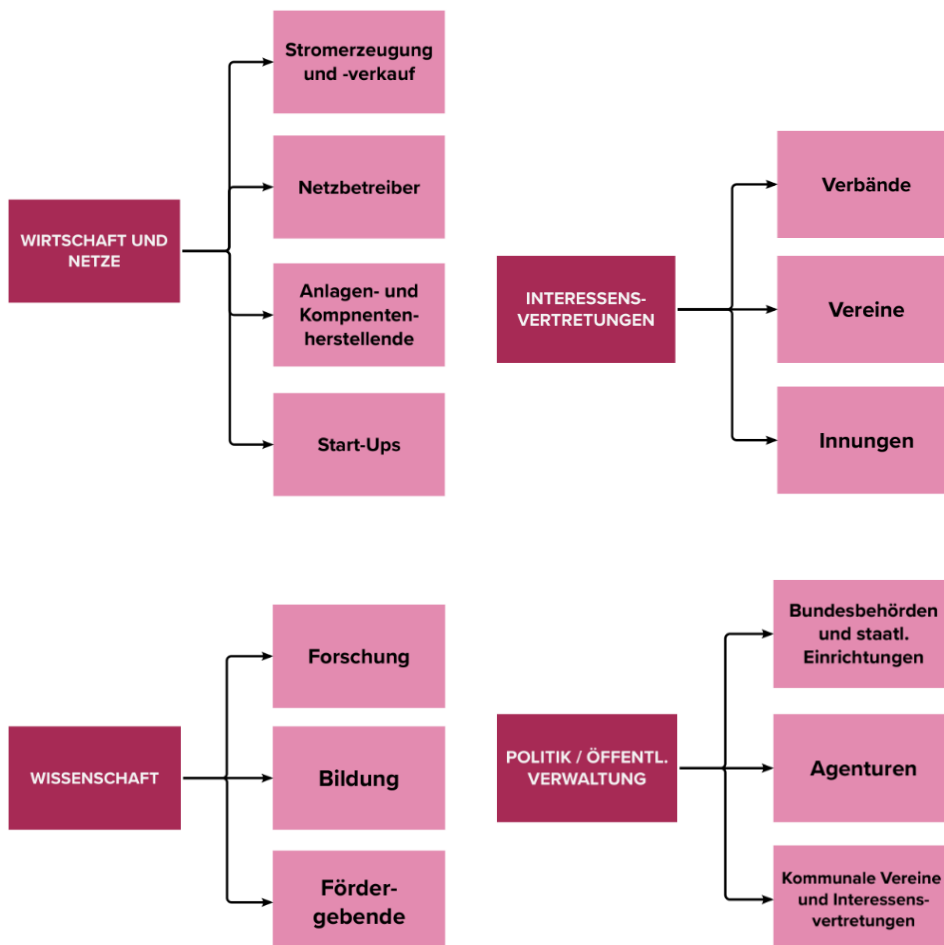 WIRTSCHAFT UND
NETZE
Stromerzeugung
und -verkauf
Netzbetreiber
Anlagen- und
Kompnenten-
herstellende
Start-Ups
INTERESSENS-
VERTRETUNGEN
Verbände
Vereine
Innungen
WISSENSCHAFT
Forschung
Bildung
Förder-
gebende
POLITIK / ÖFFENTL.
VERWALTUNG
Bundesbehörden
und staatl.
Einrichtungen
Agenturen
Kommunale Vereine
und Interessens-
vertretungen